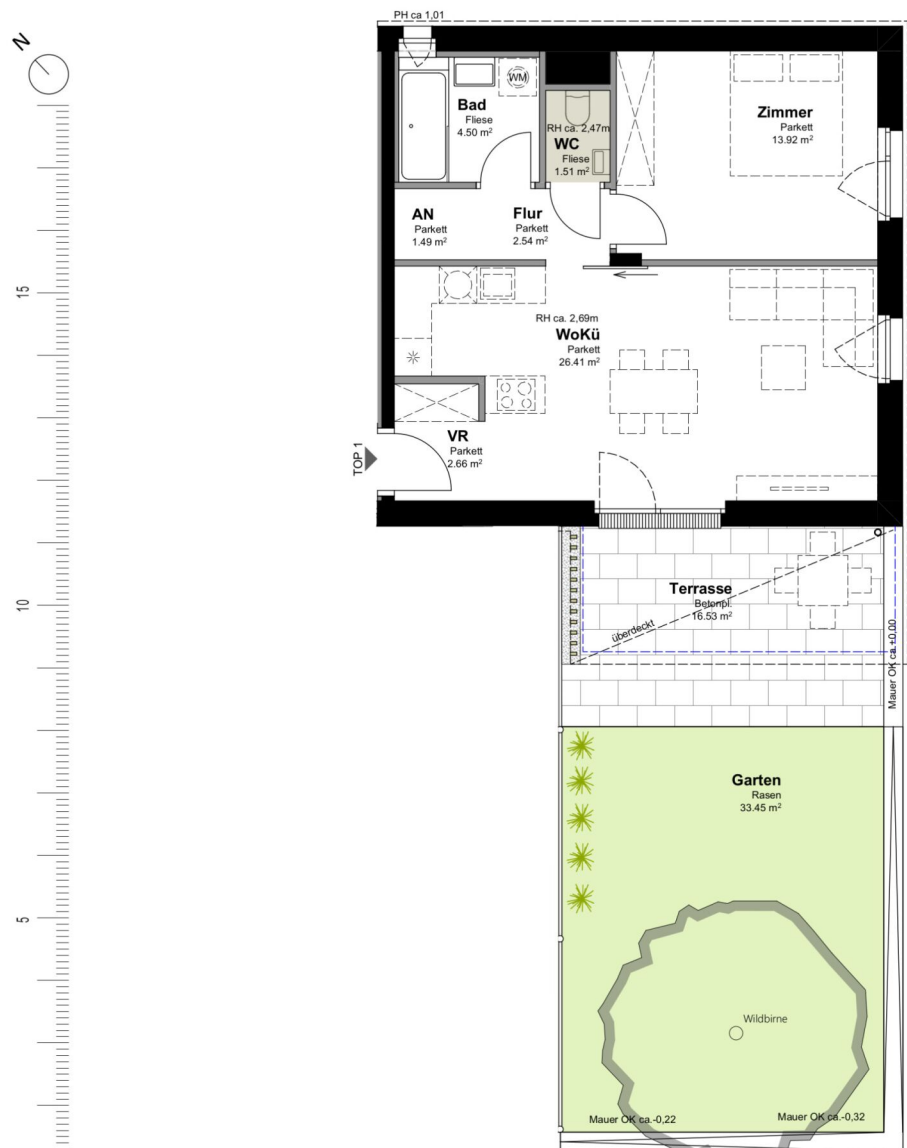 PH ca 1,01
N
WM
Bad
Fliese
4.50 m²
RH ca. 2,47m
WC
Fliese
1.51 m²
Zimmer
Parkett
13.92 m²
AN
Parkett
1.49 m²
Flur
Parkett
2.54 m²
15
RH ca. 2,69m
WoKü
Parkett
26.41 m²
VR
Parkett
2.66 m²
TOP 1
10
Terrasse
Betonpl.
16.53 m²
überdeckt
Mauer OK ca.±0,00
Garten
Rasen
33.45 m²
5
Wildbirne
Mauer OK ca.-0,22
Mauer OK ca.-0,32